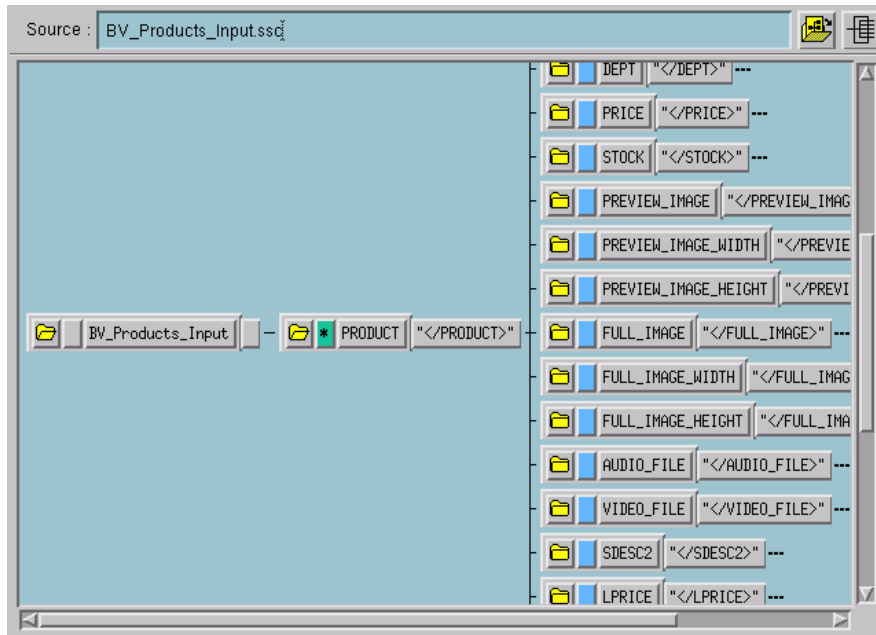 Source : BV_Products_Input.ssc
DEPT "</DEPT>" ---
PRICE "</PRICE>" ---
STOCK "</STOCK>" ---
PREVIEW_IMAGE "</PREVIEW_IMAG
PREVIEW_IMAGE_WIDTH "</PREVIE
PREVIEW_IMAGE_HEIGHT "</PREVI
BV_Products_Input * PRODUCT "</PRODUCT>" FULL_IMAGE "</FULL_IMAGE>" ---
FULL_IMAGE_WIDTH "</FULL_IMAG
FULL_IMAGE_HEIGHT "</FULL_IMA
AUDIO_FILE "</AUDIO_FILE>" ---
VIDEO_FILE "</VIDEO_FILE>" ---
SDESC2 "</SDESC2>" ---
LPRICE "</LPRICE>" ---